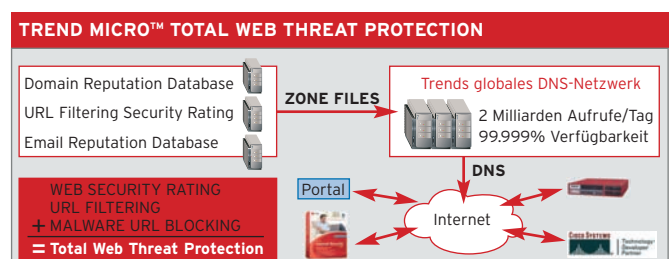 TREND MICRO™ TOTAL WEB THREAT PROTECTION
Domain Reputation Database
URL Filtering Security Rating
Email Reputation Database
ZONE FILES
Trends globales DNS-Netzwerk
2 Milliarden Aufrufe/Tag
99.999% Verfügbarkeit
DNS
WEB SECURITY RATING
URL FILTERING
+ MALWARE URL BLOCKING
= Total Web Threat Protection
Portal
Internet
CISCO SYSTEMS
Technology
Developer
Partner